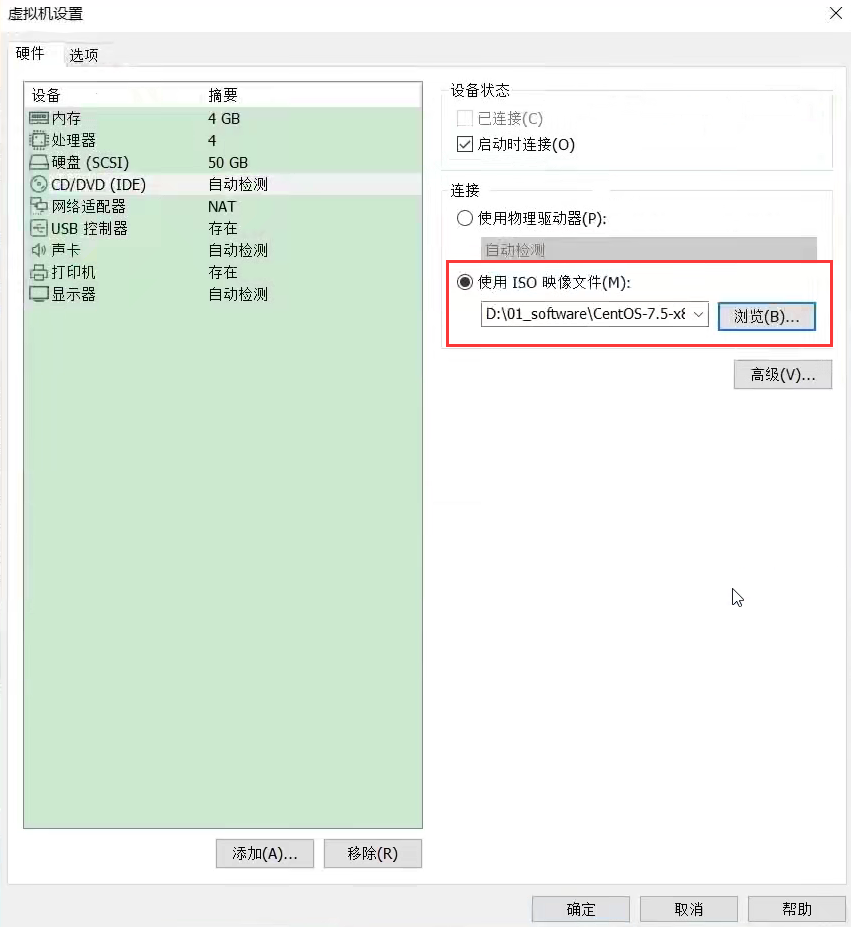 虚拟机设置
硬件 选项
设备 摘要
内存 4 GB
处理器 4
硬盘 (SCSI) 50 GB
CD/DVD (IDE) 自动检测
网络适配器 NAT
USB 控制器 存在
声卡 自动检测
打印机 存在
显示器 自动检测
添加(A)... 移除(R)
设备状态
已连接(C)
启动时连接(O)
连接
使用物理驱动器(P):
自动检测
使用 ISO 映像文件(M):
D:\01_software\CentOS-7.5-x8 浏览(B)...
高级(V)...
确定 取消 帮助